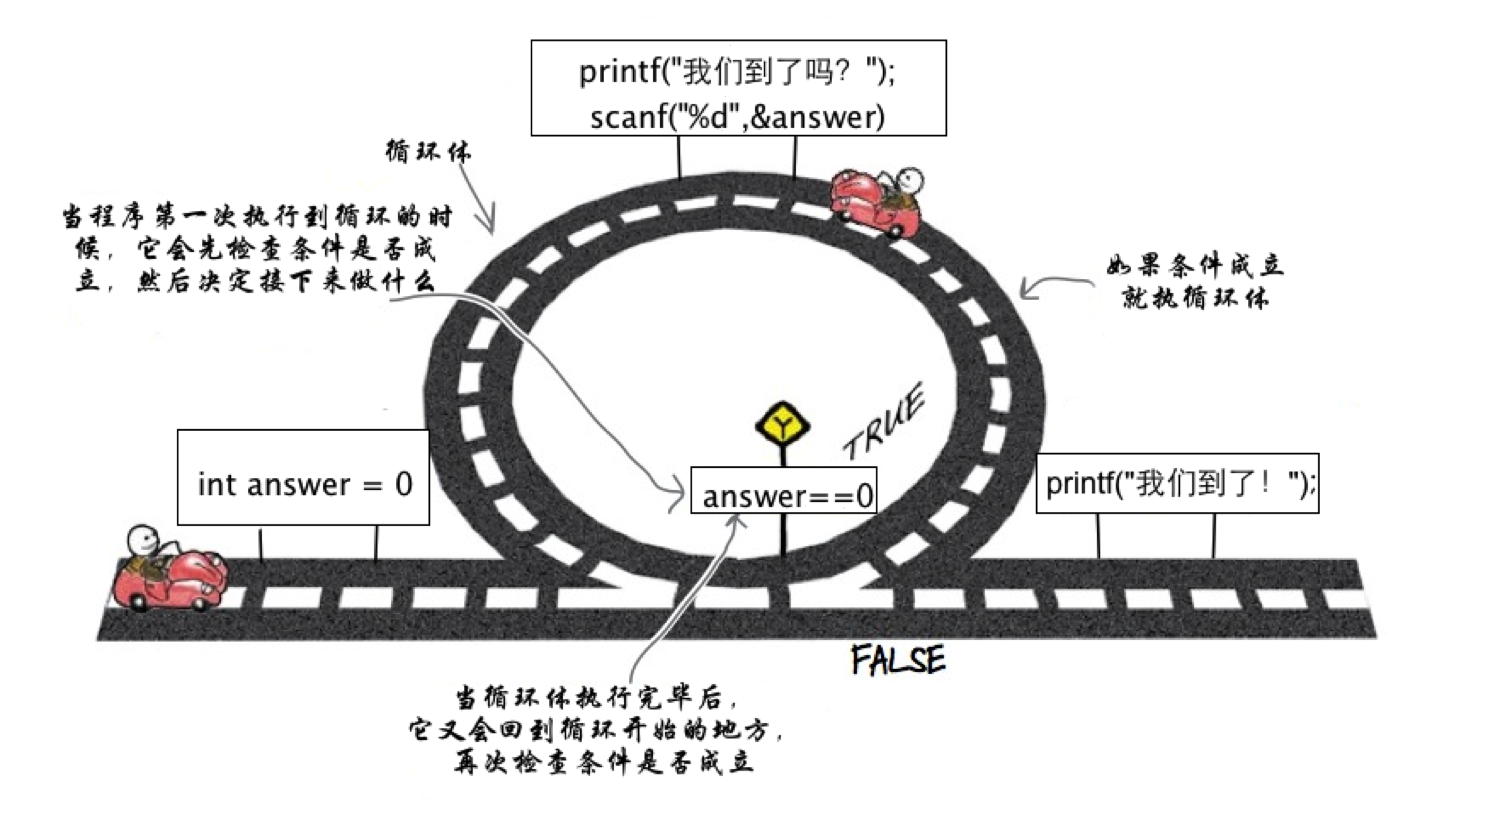 printf("我们到了吗？");
scanf("%d",&answer)
循环体
当程序第一次执行到循环的时
候，它会先检查条件是否成
立，然后决定接下来做什么
如果条件成立
就执循环体
TRUE
int answer = 0
answer==0
printf("我们到了！");
FALSE
当循环体执行完毕后，
它又会回到循环开始的地方，
再次检查条件是否成立